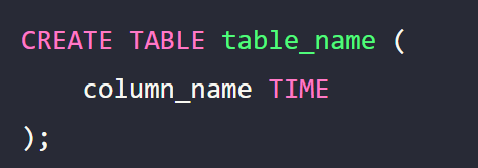 CREATE TABLE table_name (
    column_name TIME
);